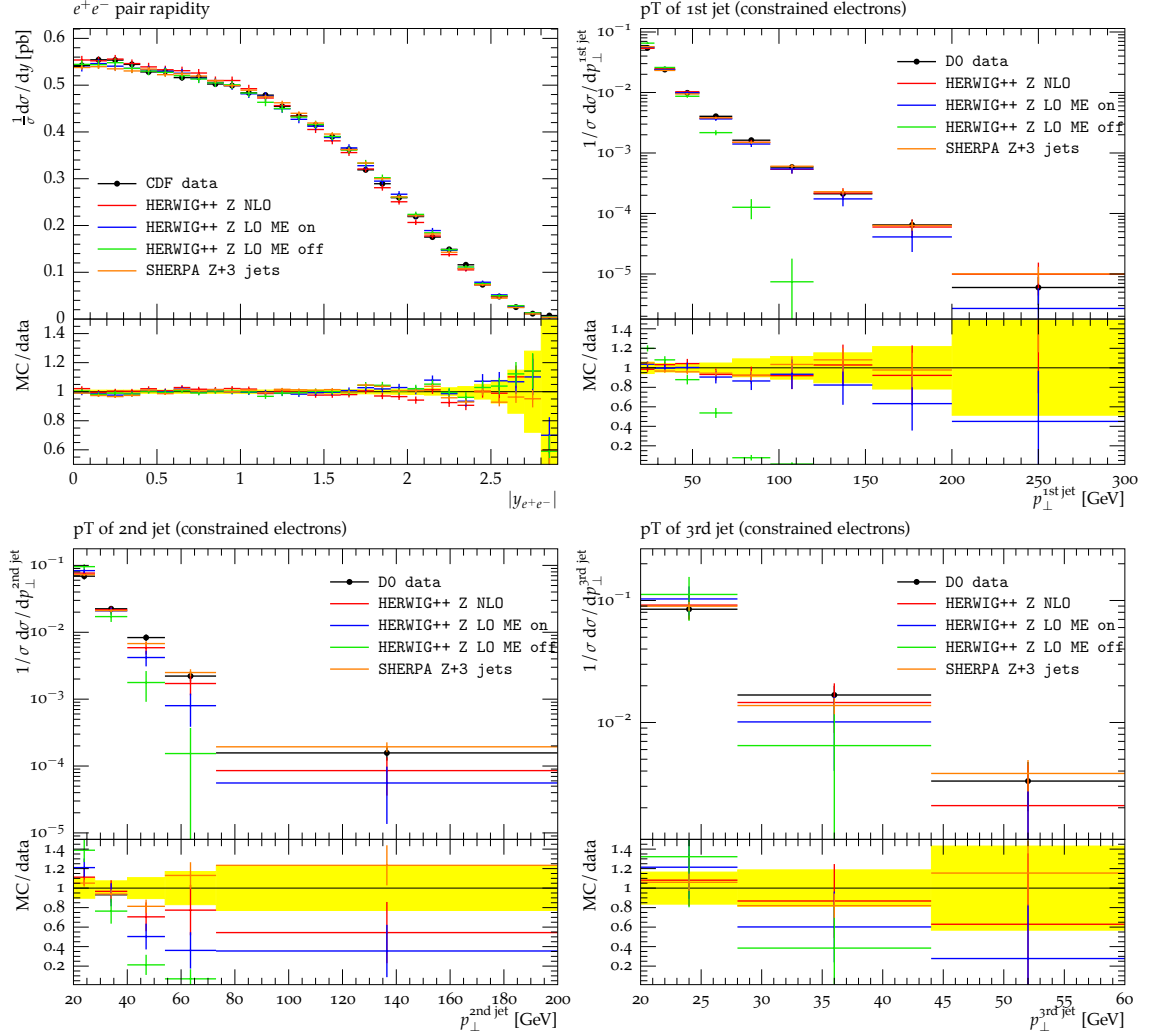 e⁺e⁻ pair rapidity
CDF data
HERWIG++ Z NLO
HERWIG++ Z LO ME on
HERWIG++ Z LO ME off
SHERPA Z+3 jets
0
0.1
0.2
0.3
0.4
0.5
0.6
1/σ dσ/dy [pb]
0 0.5 1 1.5 2 2.5
0.6
0.8
1
1.2
1.4
|y_{e⁺e⁻}|
MC/data
pT of 1st jet (constrained electrons)
D0 data
HERWIG++ Z NLO
HERWIG++ Z LO ME on
HERWIG++ Z LO ME off
SHERPA Z+3 jets
10⁻⁵
10⁻⁴
10⁻³
10⁻²
10⁻¹
1/σ dσ/dp_⊥^{1st jet}
50 100 150 200 250 300
0.2
0.4
0.6
0.8
1
1.2
1.4
p_⊥^{1st jet} [GeV]
MC/data
pT of 2nd jet (constrained electrons)
D0 data
HERWIG++ Z NLO
HERWIG++ Z LO ME on
HERWIG++ Z LO ME off
SHERPA Z+3 jets
10⁻⁵
10⁻⁴
10⁻³
10⁻²
10⁻¹
1/σ dσ/dp_⊥^{2nd jet}
20 40 60 80 100 120 140 160 180 200
0.2
0.4
0.6
0.8
1
1.2
1.4
p_⊥^{2nd jet} [GeV]
MC/data
pT of 3rd jet (constrained electrons)
D0 data
HERWIG++ Z NLO
HERWIG++ Z LO ME on
HERWIG++ Z LO ME off
SHERPA Z+3 jets
10⁻²
10⁻¹
1/σ dσ/dp_⊥^{3rd jet}
20 25 30 35 40 45 50 55 60
0.2
0.4
0.6
0.8
1
1.2
1.4
p_⊥^{3rd jet} [GeV]
MC/data